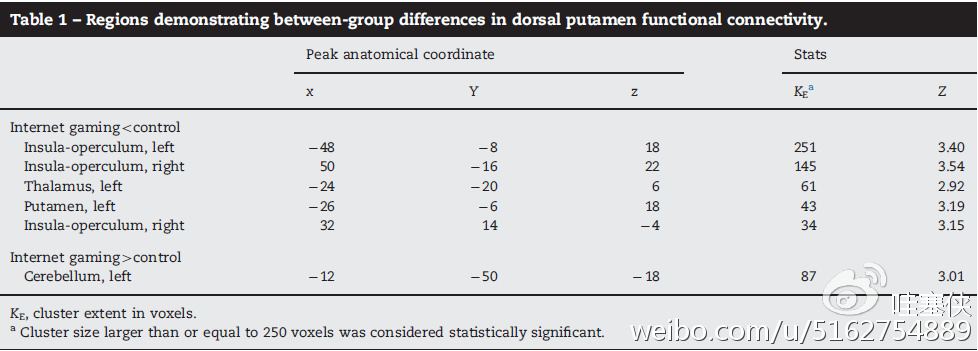 Table 1 – Regions demonstrating between-group differences in dorsal putamen functional connectivity.
Peak anatomical coordinate Stats
x Y z KEa Z
Internet gaming<control
Insula-operculum, left −48 −8 18 251 3.40
Insula-operculum, right 50 −16 22 145 3.54
Thalamus, left −24 −20 6 61 2.92
Putamen, left −26 −6 18 43 3.19
Insula-operculum, right 32 14 −4 34 3.15
Internet gaming>control
Cerebellum, left −12 −50 −18 87 3.01
KE, cluster extent in voxels.
a Cluster size larger than or equal to 250 voxels was considered statistically significant.
哇塞侠
weibo.com/u/5162754889